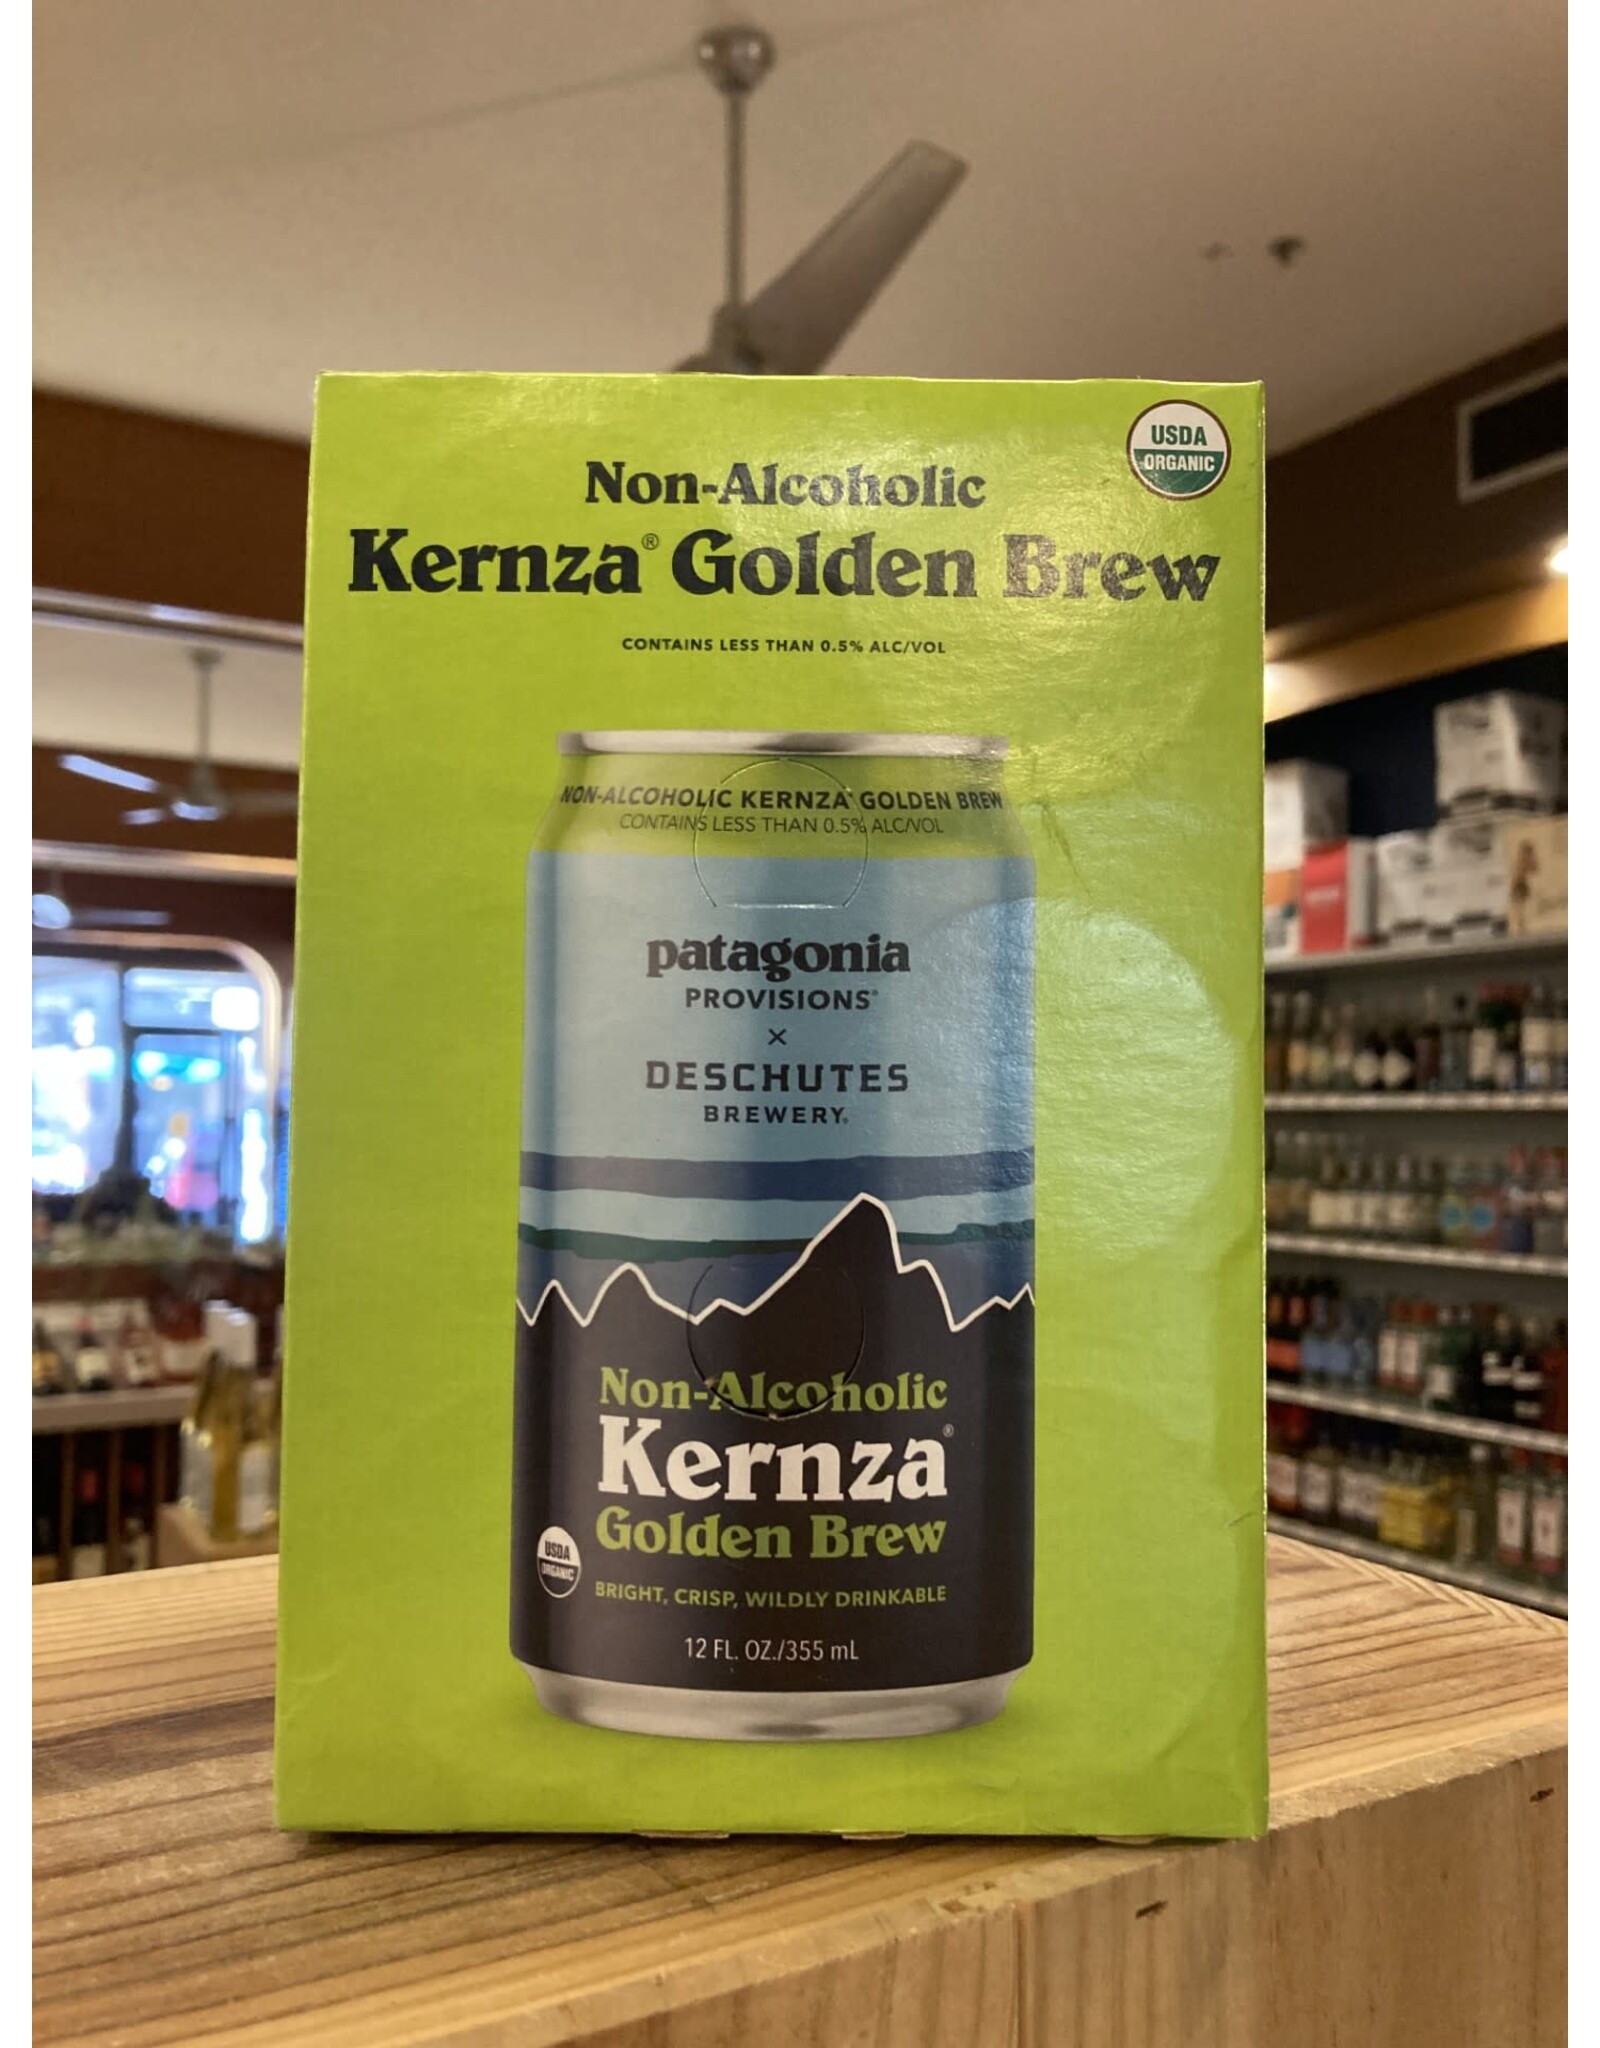 USDA
ORGANIC
Non-Alcoholic
Kernza® Golden Brew
CONTAINS LESS THAN 0.5% ALC/VOL
NON-ALCOHOLIC KERNZA® GOLDEN BREW
CONTAINS LESS THAN 0.5% ALC/VOL
patagonia
PROVISIONS®
×
DESCHUTES
BREWERY®
Non-Alcoholic
Kernza®
Golden Brew
USDA
ORGANIC
BRIGHT, CRISP, WILDLY DRINKABLE
12 FL. OZ./355 mL